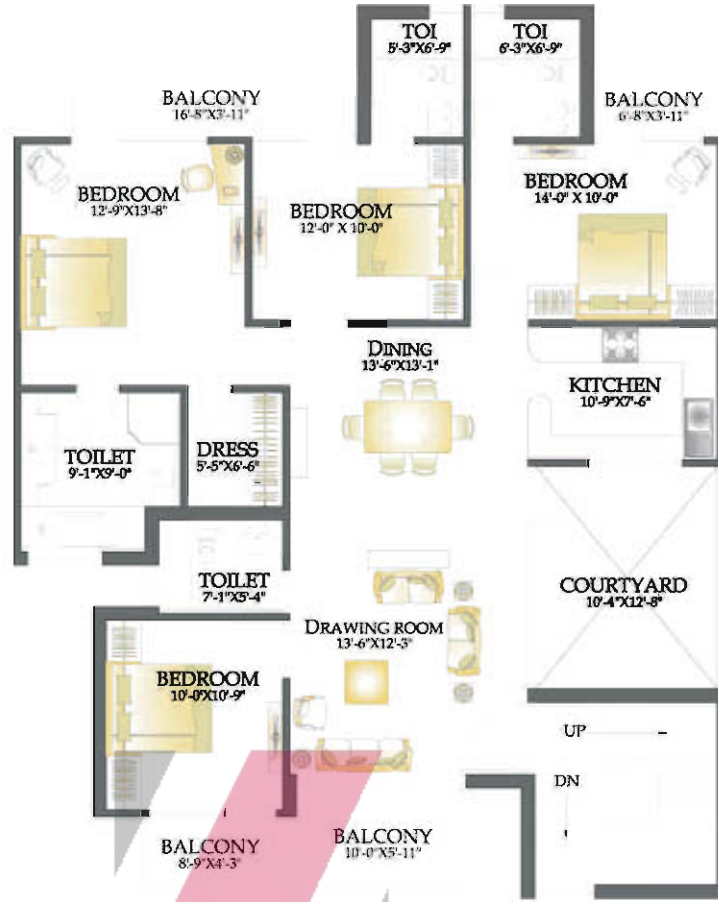 TOI
5'-3"X6'-9"
TOI
6'-3"X6'-9"
BALCONY
16'-8"X3'-11"
BALCONY
6'-8"X3'-11"
BEDROOM
12'-9"X13'-8"
BEDROOM
12'-0" X 10'-0"
BEDROOM
14'-0" X 10'-0"
DINING
13'-6"X13'-1"
KITCHEN
10'-9"X7'-6"
TOILET
9'-1"X9'-0"
DRESS
5'-5"X6'-6"
TOILET
7'-1"X5'-4"
COURTYARD
10'-4"X12'-8"
DRAWING ROOM
13'-6"X12'-3"
BEDROOM
10'-0"X10'-9"
UP
DN
BALCONY
8'-9"X4'-3"
BALCONY
10'-0"X5'-11"